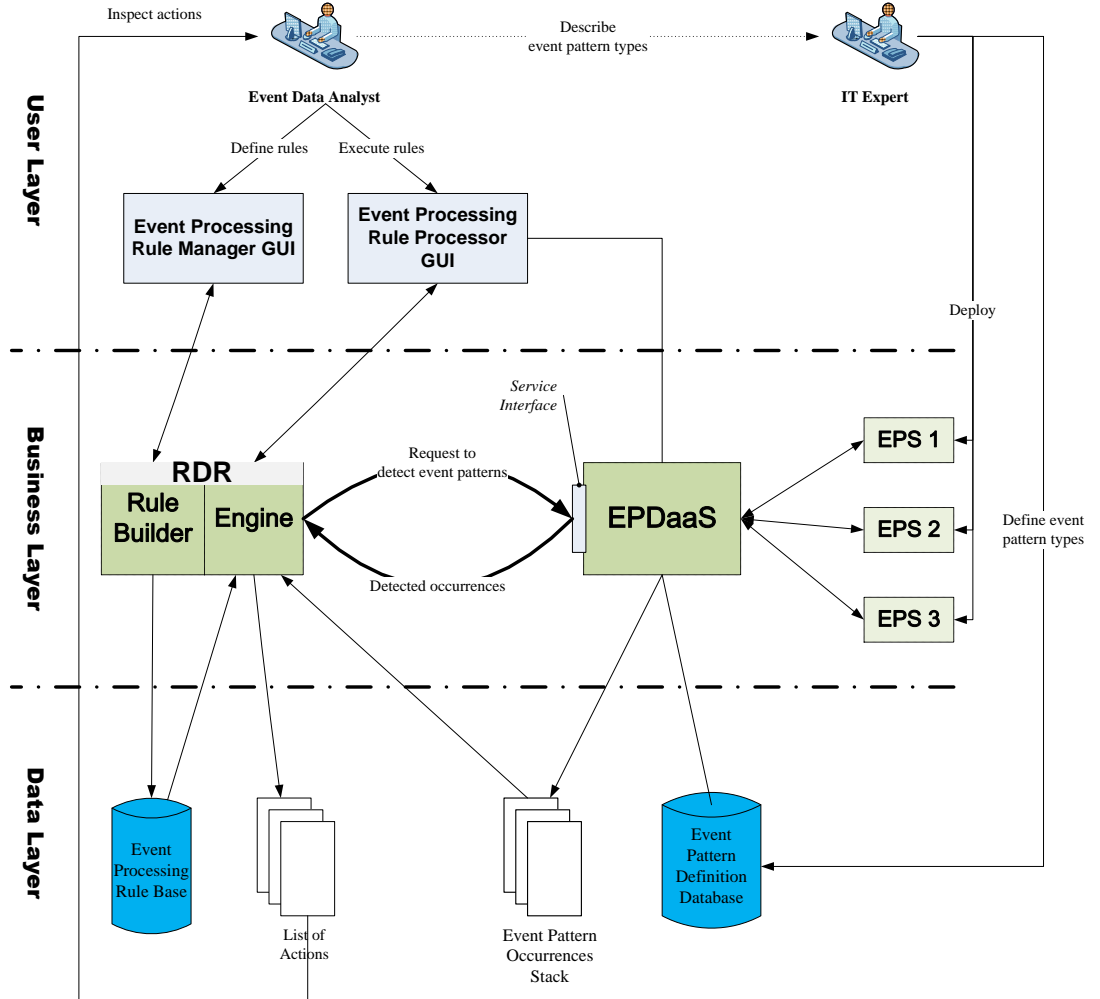 Inspect actions
Describe
event pattern types
Event Data Analyst
IT Expert
User Layer
Define rules
Execute rules
Event Processing
Rule Manager GUI
Event Processing
Rule Processor
GUI
Deploy
Business Layer
Service
Interface
RDR
Rule
Builder
Engine
Request to
detect event patterns
Detected occurrences
EPDaaS
EPS 1
EPS 2
EPS 3
Define event
pattern types
Data Layer
Event
Processing
Rule Base
List of
Actions
Event Pattern
Occurrences
Stack
Event
Pattern
Definition
Database